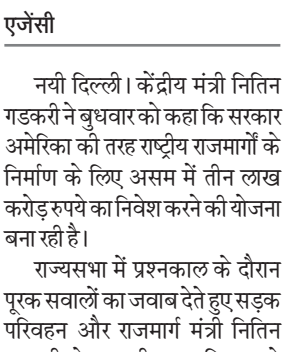 एजेंसी
नयी दिल्ली। केंद्रीय मंत्री नितिन
गडकरी ने बुधवार को कहा कि सरकार
अमेरिका की तरह राष्ट्रीय राजमार्गों के
निर्माण के लिए असम में तीन लाख
करोड़ रुपये का निवेश करने की योजना
बना रही है।
राज्यसभा में प्रश्नकाल के दौरान
पूरक सवालों का जवाब देते हुए सड़क
परिवहन और राजमार्ग मंत्री नितिन